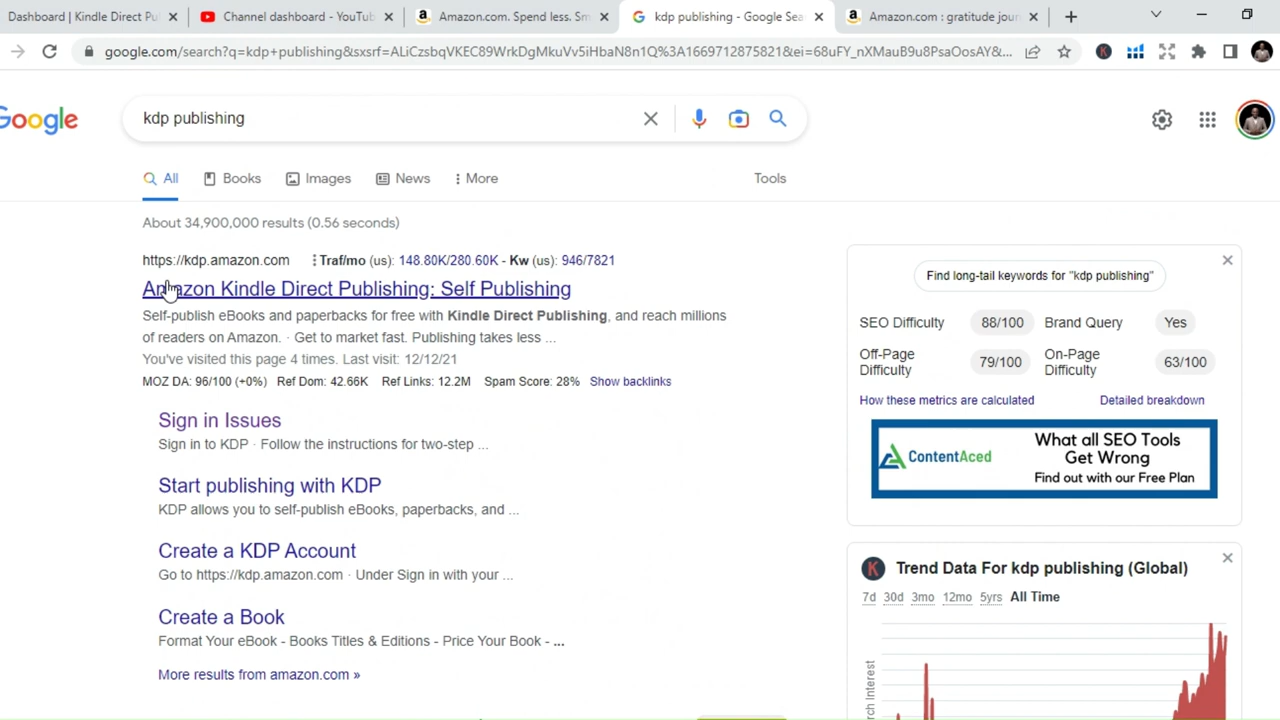 Dashboard | Kindle Direct Pu
Channel dashboard - YouTub
Amazon.com. Spend less. Sm
kdp publishing - Google Sea
Amazon.com : gratitude jour
google.com/search?q=kdp+publishing&sxsrf=ALiCzsbqVKEC89WrkDgMkuVv5iHbaN8n1Q%3A1669712875821&ei=68uFY_nXMauB9u8PsaOosAY&...
Google
kdp publishing
All
Books
Images
News
More
Tools
About 34,900,000 results (0.56 seconds)
https://kdp.amazon.com Traf/mo (us): 148.80K/280.60K - Kw (us): 946/7821
Amazon Kindle Direct Publishing: Self Publishing
Self-publish eBooks and paperbacks for free with Kindle Direct Publishing, and reach millions
of readers on Amazon. · Get to market fast. Publishing takes less ...
You've visited this page 4 times. Last visit: 12/12/21
MOZ DA: 96/100 (+0%) Ref Dom: 42.66K Ref Links: 12.2M Spam Score: 28% Show backlinks
Sign in Issues
Sign in to KDP · Follow the instructions for two-step ...
Start publishing with KDP
KDP allows you to self-publish eBooks, paperbacks, and ...
Create a KDP Account
Go to https://kdp.amazon.com · Under Sign in with your ...
Create a Book
Format Your eBook - Books Titles & Editions - Price Your Book - ...
More results from amazon.com »
Find long-tail keywords for "kdp publishing"
SEO Difficulty 88/100 Brand Query Yes
Off-Page Difficulty 79/100 On-Page Difficulty 63/100
How these metrics are calculated Detailed breakdown
ContentAced
What all SEO Tools
Get Wrong
Find out with our Free Plan
K
Trend Data For kdp publishing (Global)
7d 30d 3mo 12mo 5yrs All Time
rch Interest